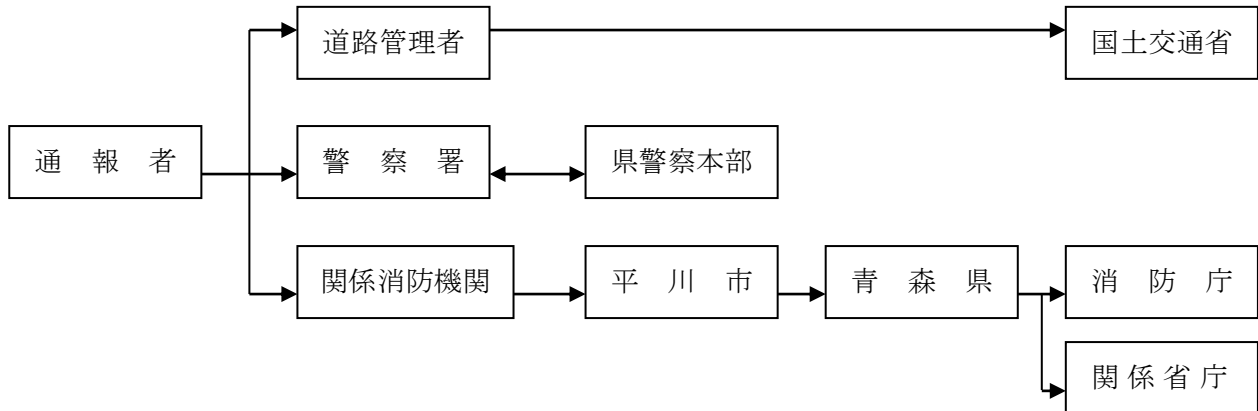 道路管理者
国土交通省
通報者
警察署
県警察本部
関係消防機関
平川市
青森県
消防庁
関係省庁